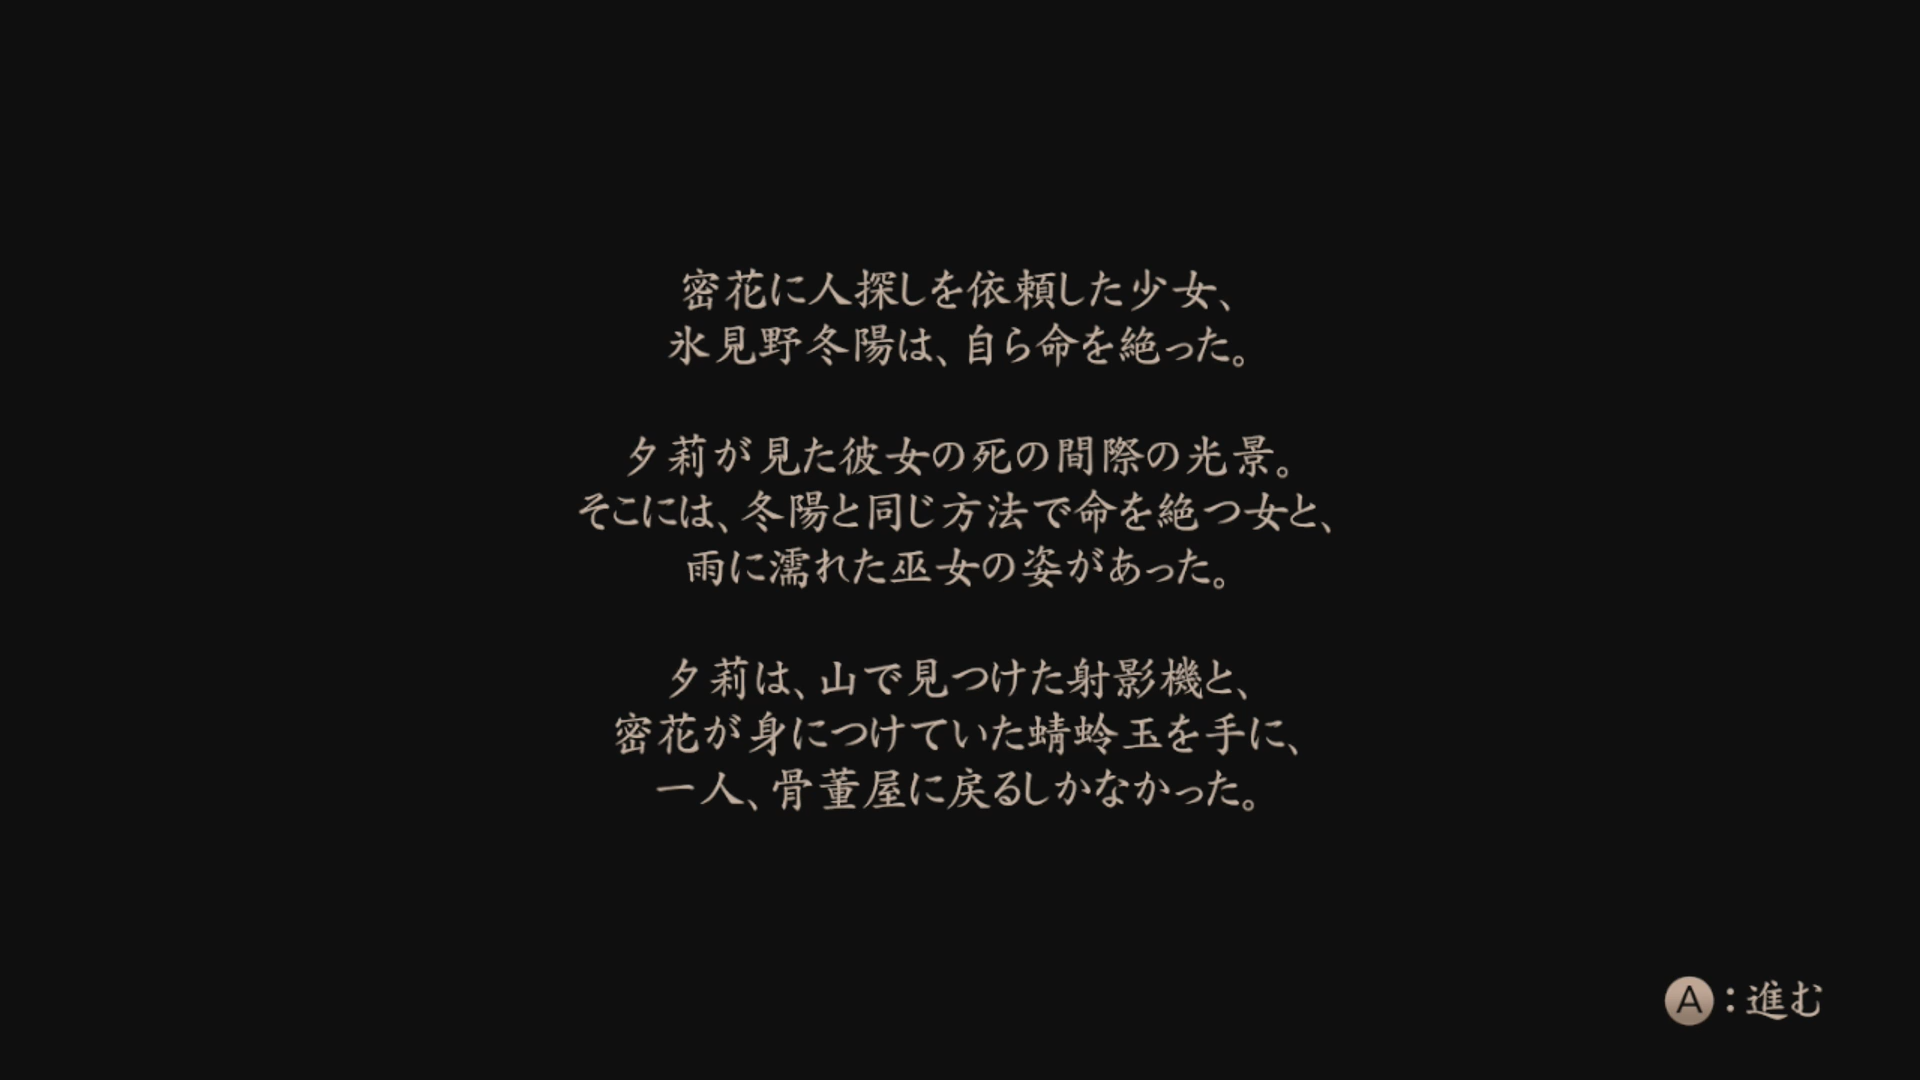 密花に人探しを依頼した少女、
氷見野冬陽は、自ら命を絶った。
夕莉が見た彼女の死の間際の光景。
そこには、冬陽と同じ方法で命を絶つ女と、
雨に濡れた巫女の姿があった。
夕莉は、山で見つけた射影機と、
密花が身につけていた蜻蛉玉を手に、
一人、骨董屋に戻るしかなかった。
A：進む